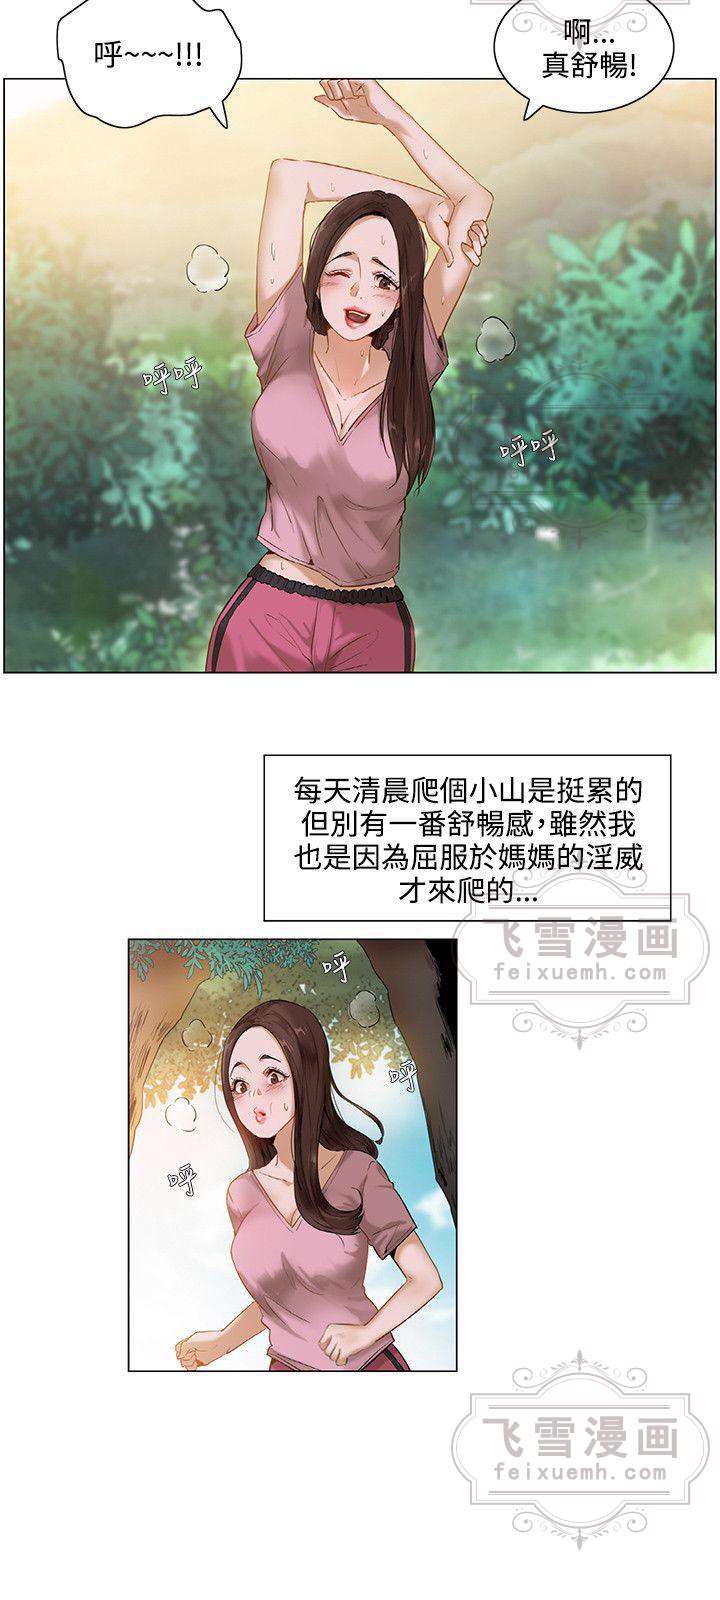 呼~~~!!!
啊...
真舒暢!
呼呼
呼呼
每天清晨爬個小山是挺累的
但別有一番舒暢感,雖然我
也是因為屈服於媽媽的淫威
才來爬的...
飞雪漫画
feixuemh.com
呼
呼
呼
飞雪漫画
feixuemh.com